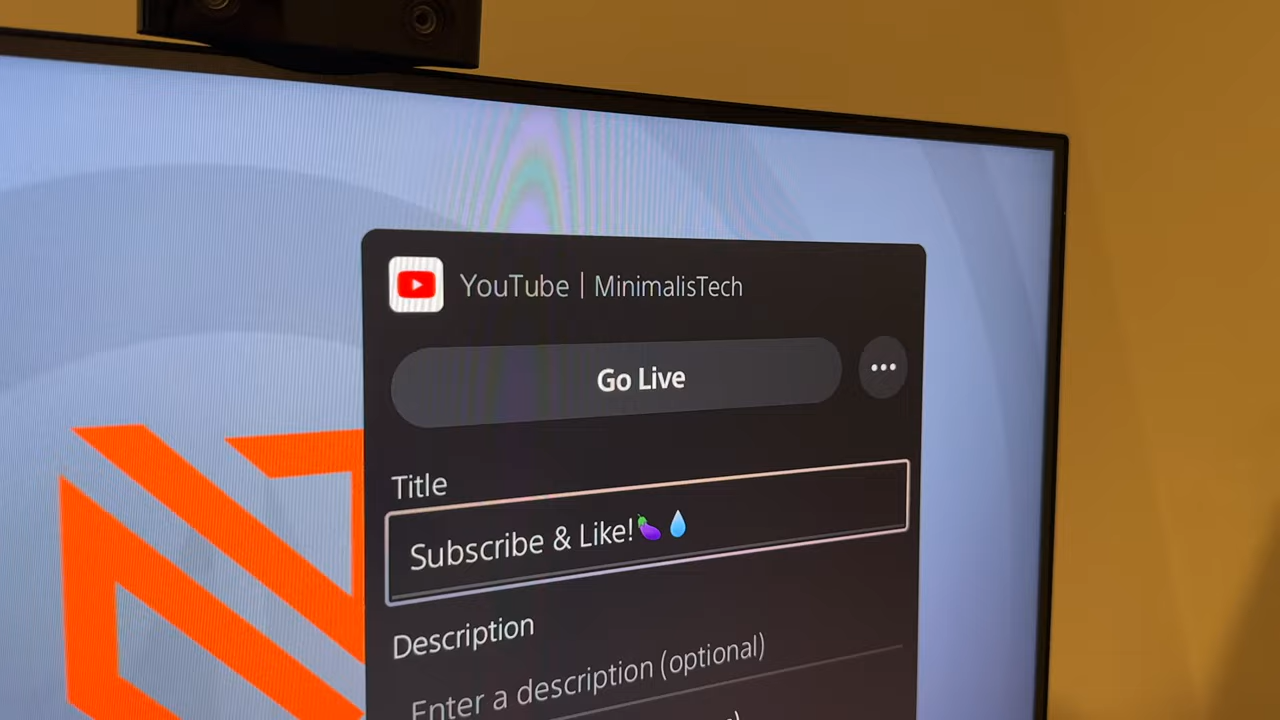 YouTube | MinimalisTech
Go Live
Title
Subscribe & Like!🍆💧
Description
Enter a description (optional)